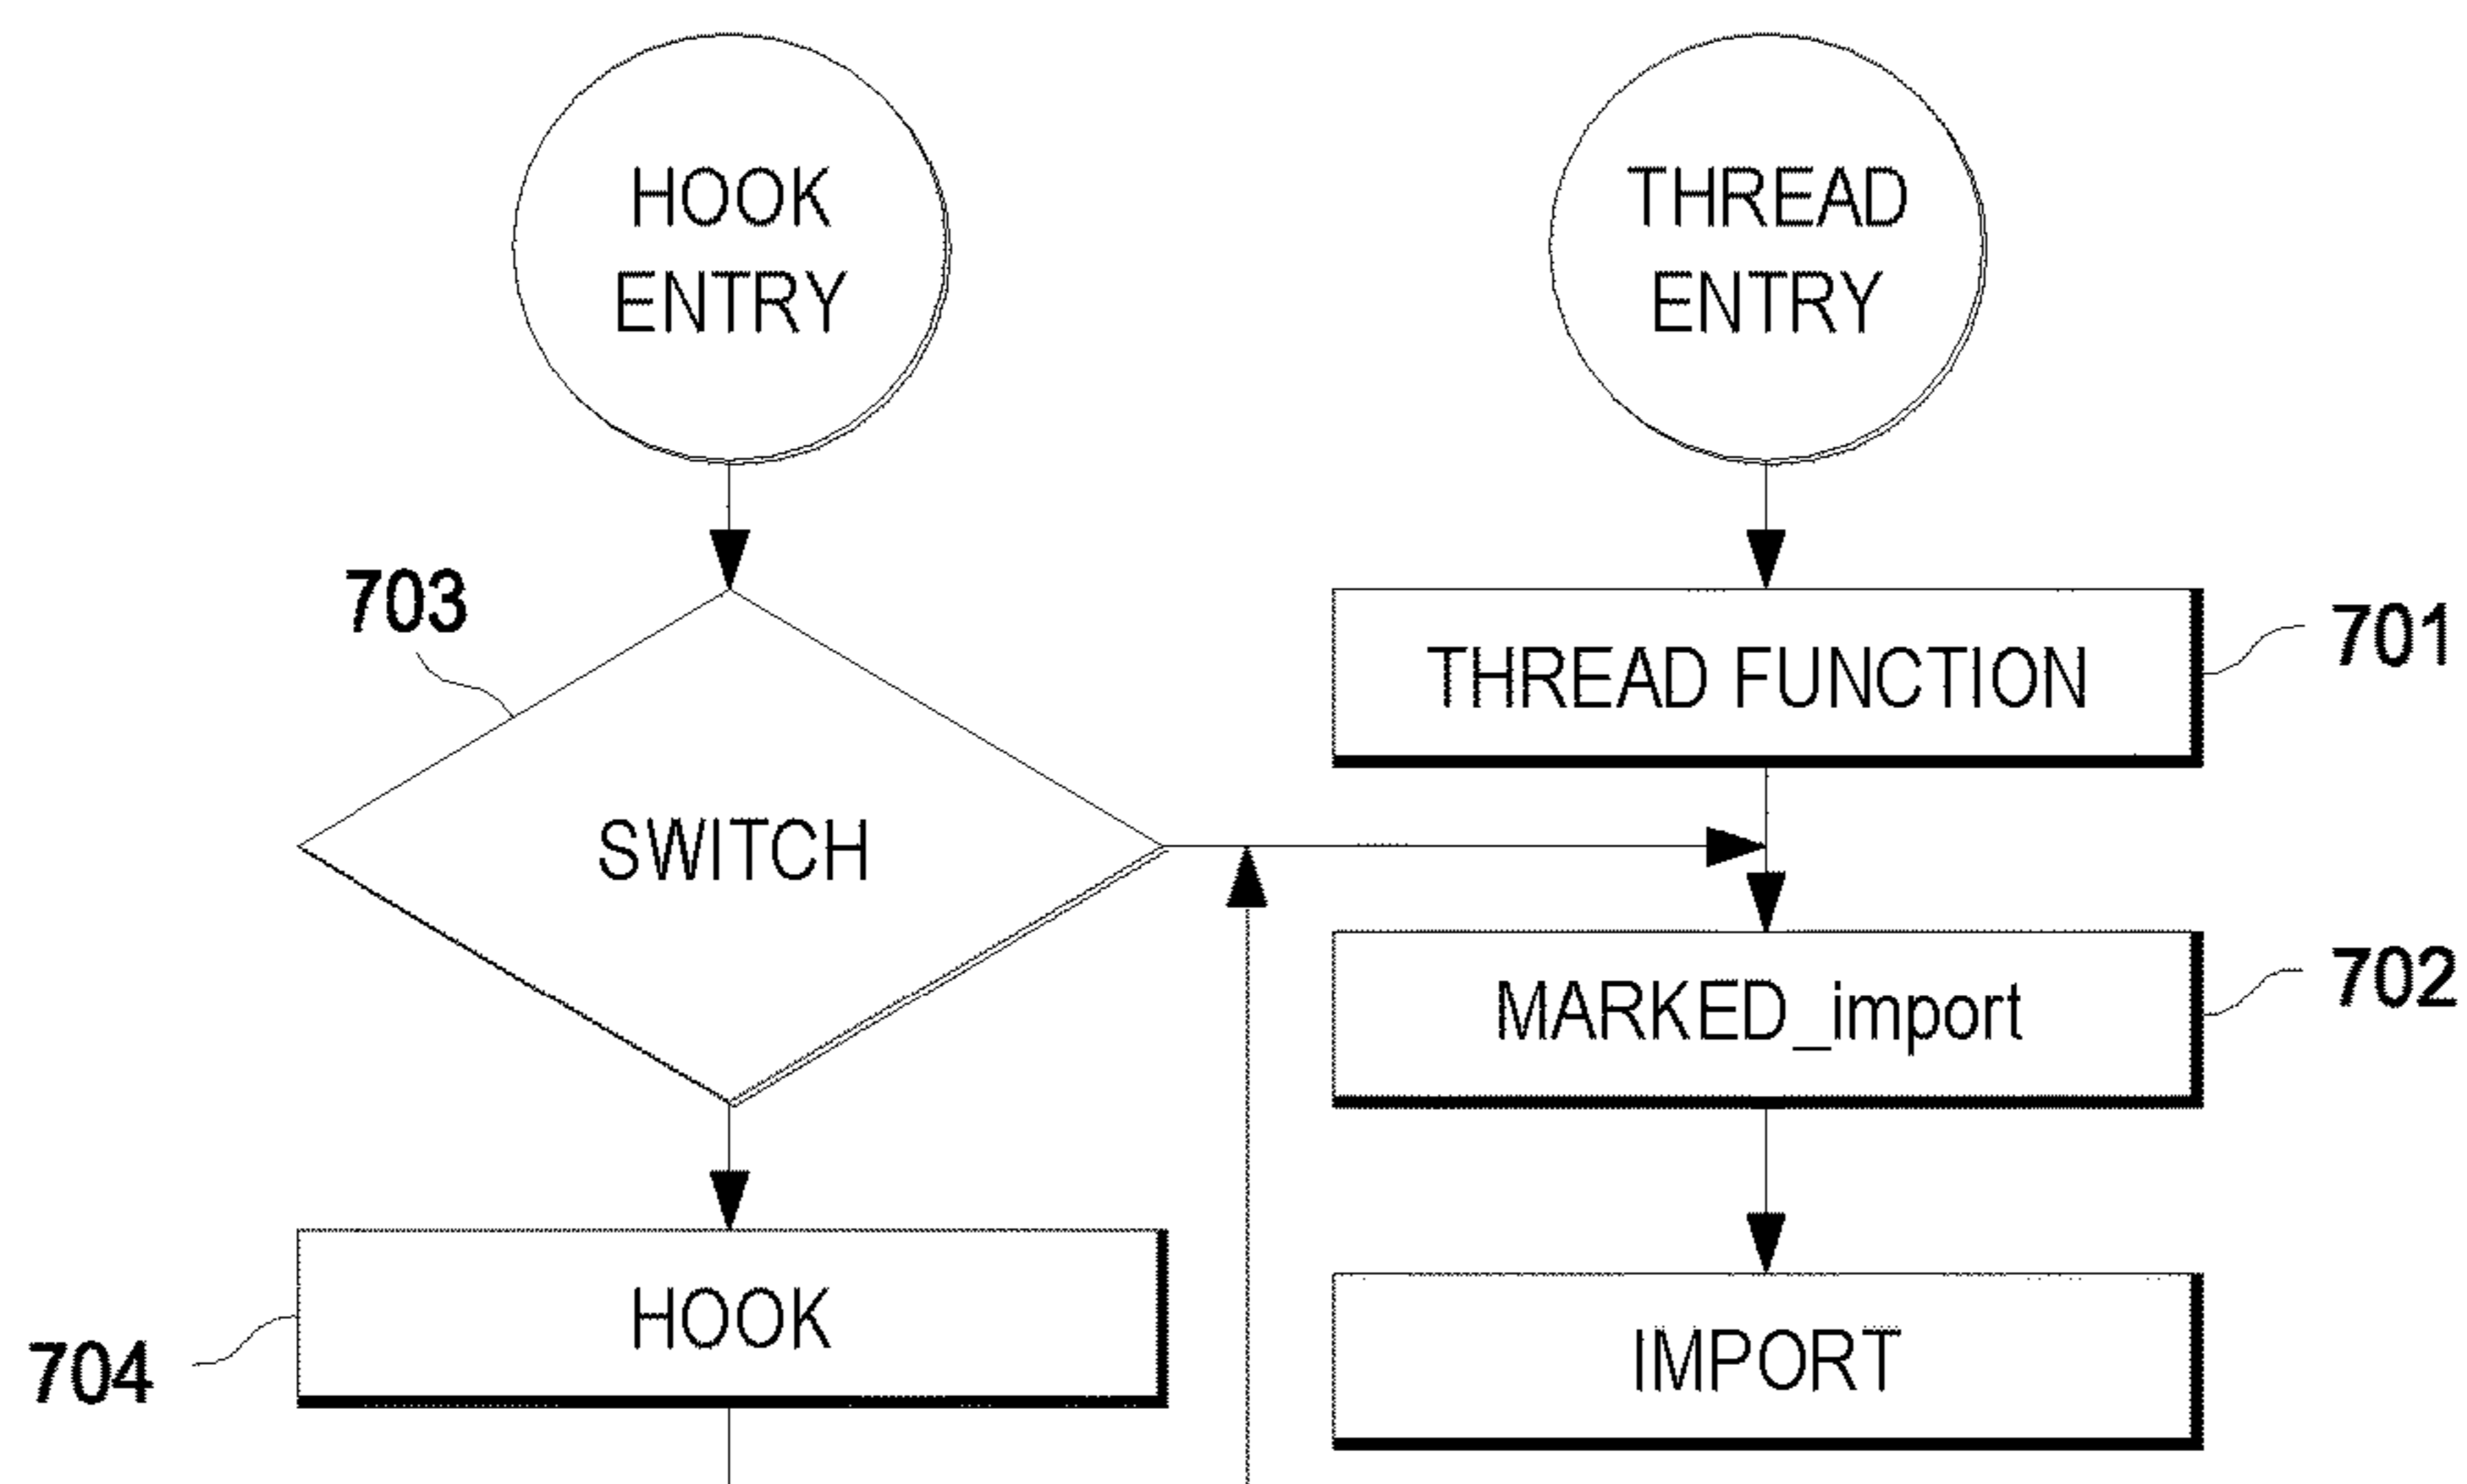 HOOK
ENTRY
THREAD
ENTRY
703
THREAD FUNCTION
701
SWITCH
MARKED_import
702
HOOK
704
IMPORT